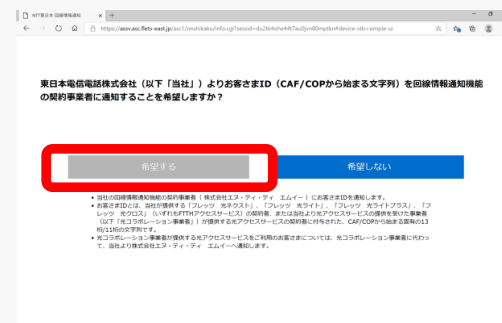 NTT東日本 回線情報通知
https://assv.asc.flets-east.jp/asc1/onshikaku/info.cgi?
東日本電信電話株式会社（以下「当社」）よりお客さまID（CAF/COPから始まる文字列）を回線情報通知機能
の契約事業者に通知することを希望しますか？
希望する 希望しない
• 当社の回線情報通知機能の契約事業者（ 株式会社エヌ・ティ・ティ エムイー ）にお客さまIDを通知します。
• お客さまIDとは、当社が提供する「フレッツ 光ネクスト」、「フレッツ 光ライト」、「フレッツ 光ライトプラス」、「フ
レッツ 光クロス」（いずれもFTTHアクセスサービス）の契約者、または当社より光アクセスサービスの提供を受けた事業者
（以下「光コラボレーション事業者」）が提供する光アクセスサービスの契約者に付与された、CAF/COPから始まる固有の13
桁/11桁の文字列です。
• 光コラボレーション事業者が提供する光アクセスサービスをご利用のお客さまについては、光コラボレーション事業者に代わっ
て、当社より株式会社エヌ・ティ・ティ エムイーへ通知します。